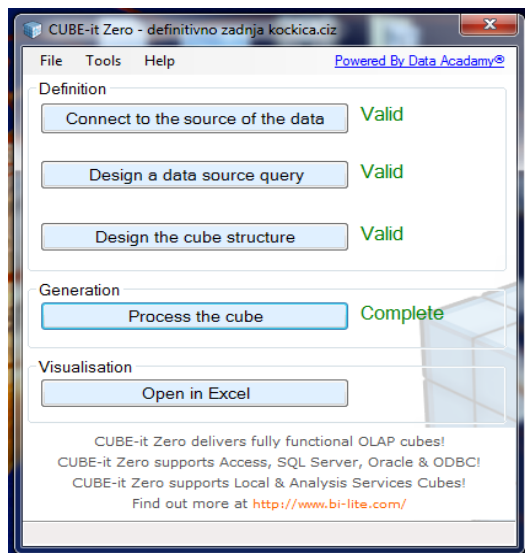 CUBE-it Zero - definitivno zadnja kockica.ciz
File Tools Help Powered By Data Acadamy®
Definition
Connect to the source of the data Valid
Design a data source query Valid
Design the cube structure Valid
Generation
Process the cube Complete
Visualisation
Open in Excel
CUBE-it Zero delivers fully functional OLAP cubes!
CUBE-it Zero supports Access, SQL Server, Oracle & ODBC!
CUBE-it Zero supports Local & Analysis Services Cubes!
Find out more at http://www.bi-lite.com/